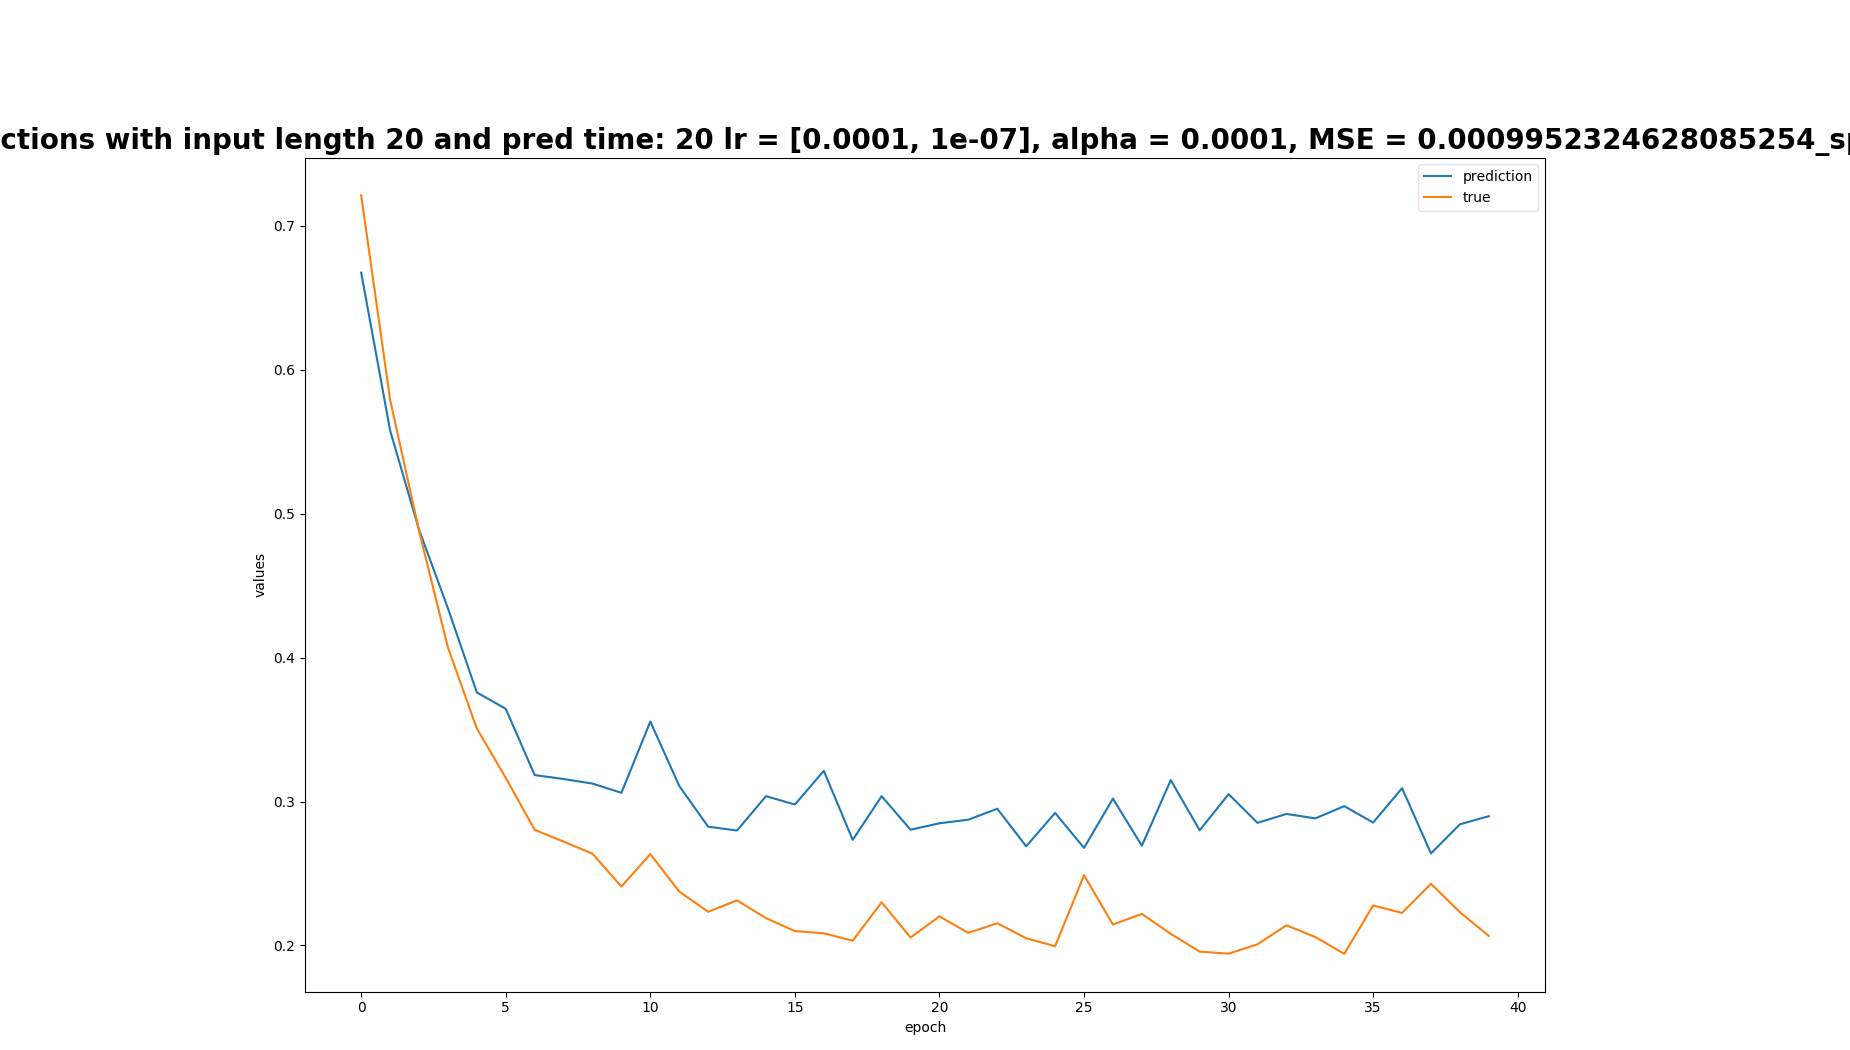 ctions with input length 20 and pred time: 20 lr = [0.0001, 1e-07], alpha = 0.0001, MSE = 0.0009952324628085254_sp
prediction
true
0.7
0.6
0.5
0.4
0.3
0.2
values
0 5 10 15 20 25 30 35 40
epoch